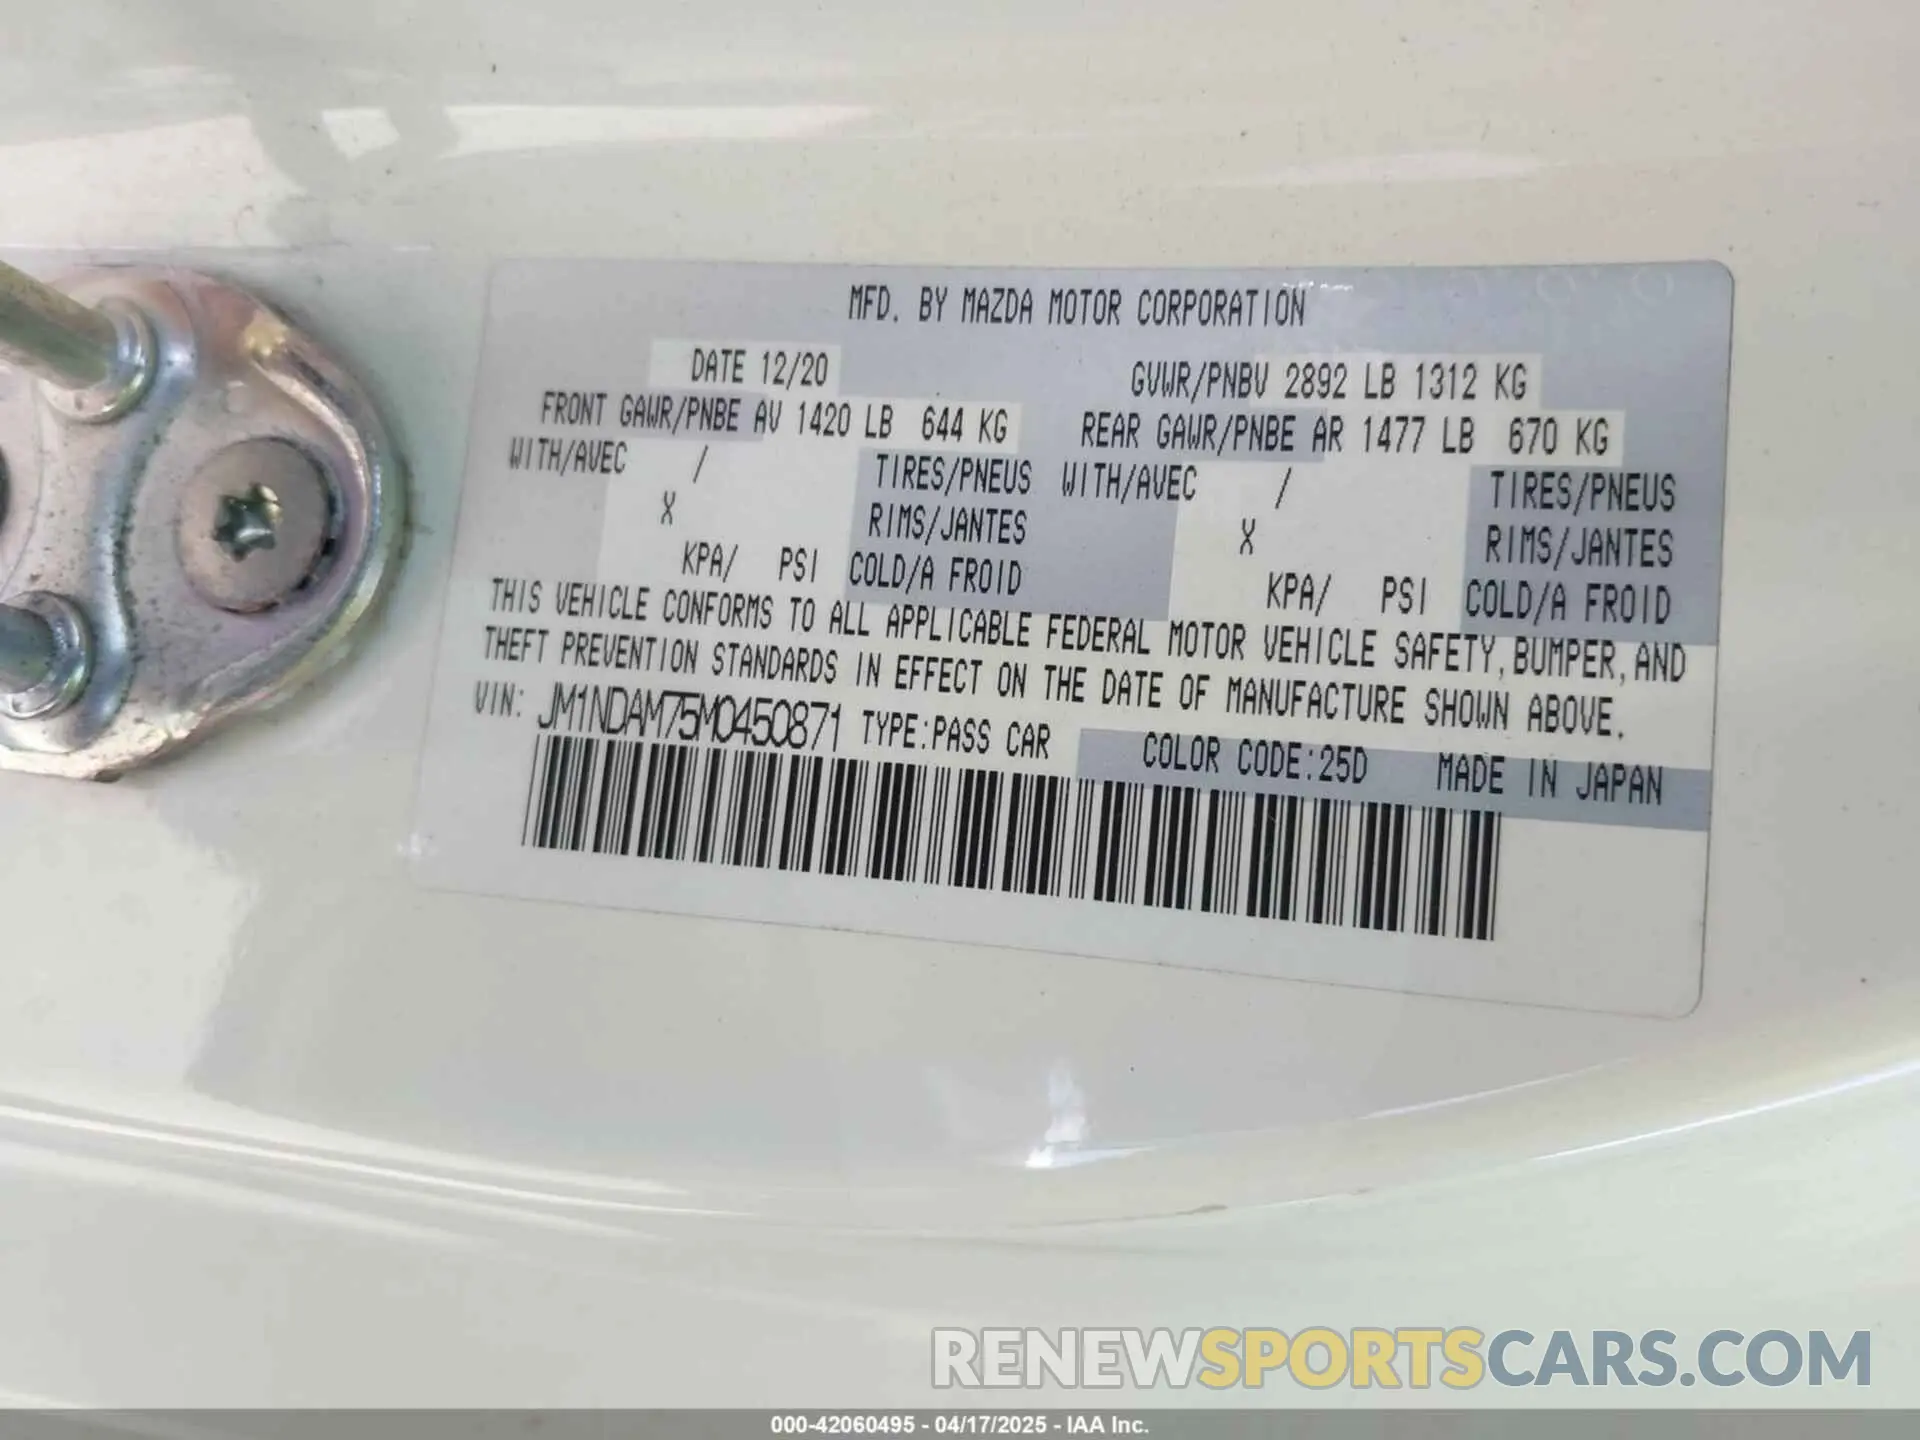 MFD. BY MAZDA MOTOR CORPORATION
DATE 12/20 GVWR/PNBV 2892 LB 1312 KG
FRONT GAWR/PNBE AV 1420 LB 644 KG REAR GAWR/PNBE AR 1477 LB 670 KG
WITH/AVEC / TIRES/PNEUS WITH/AVEC / TIRES/PNEUS
X RIMS/JANTES X RIMS/JANTES
KPA/ PSI COLD/A FROID KPA/ PSI COLD/A FROID
THIS VEHICLE CONFORMS TO ALL APPLICABLE FEDERAL MOTOR VEHICLE SAFETY, BUMPER, AND
THEFT PREVENTION STANDARDS IN EFFECT ON THE DATE OF MANUFACTURE SHOWN ABOVE.
VIN: JM1NDAM75M0450871 TYPE:PASS CAR COLOR CODE:25D MADE IN JAPAN
RENEWSPORTSCARS.COM
000-42060495 - 04/17/2025 - IAA Inc.